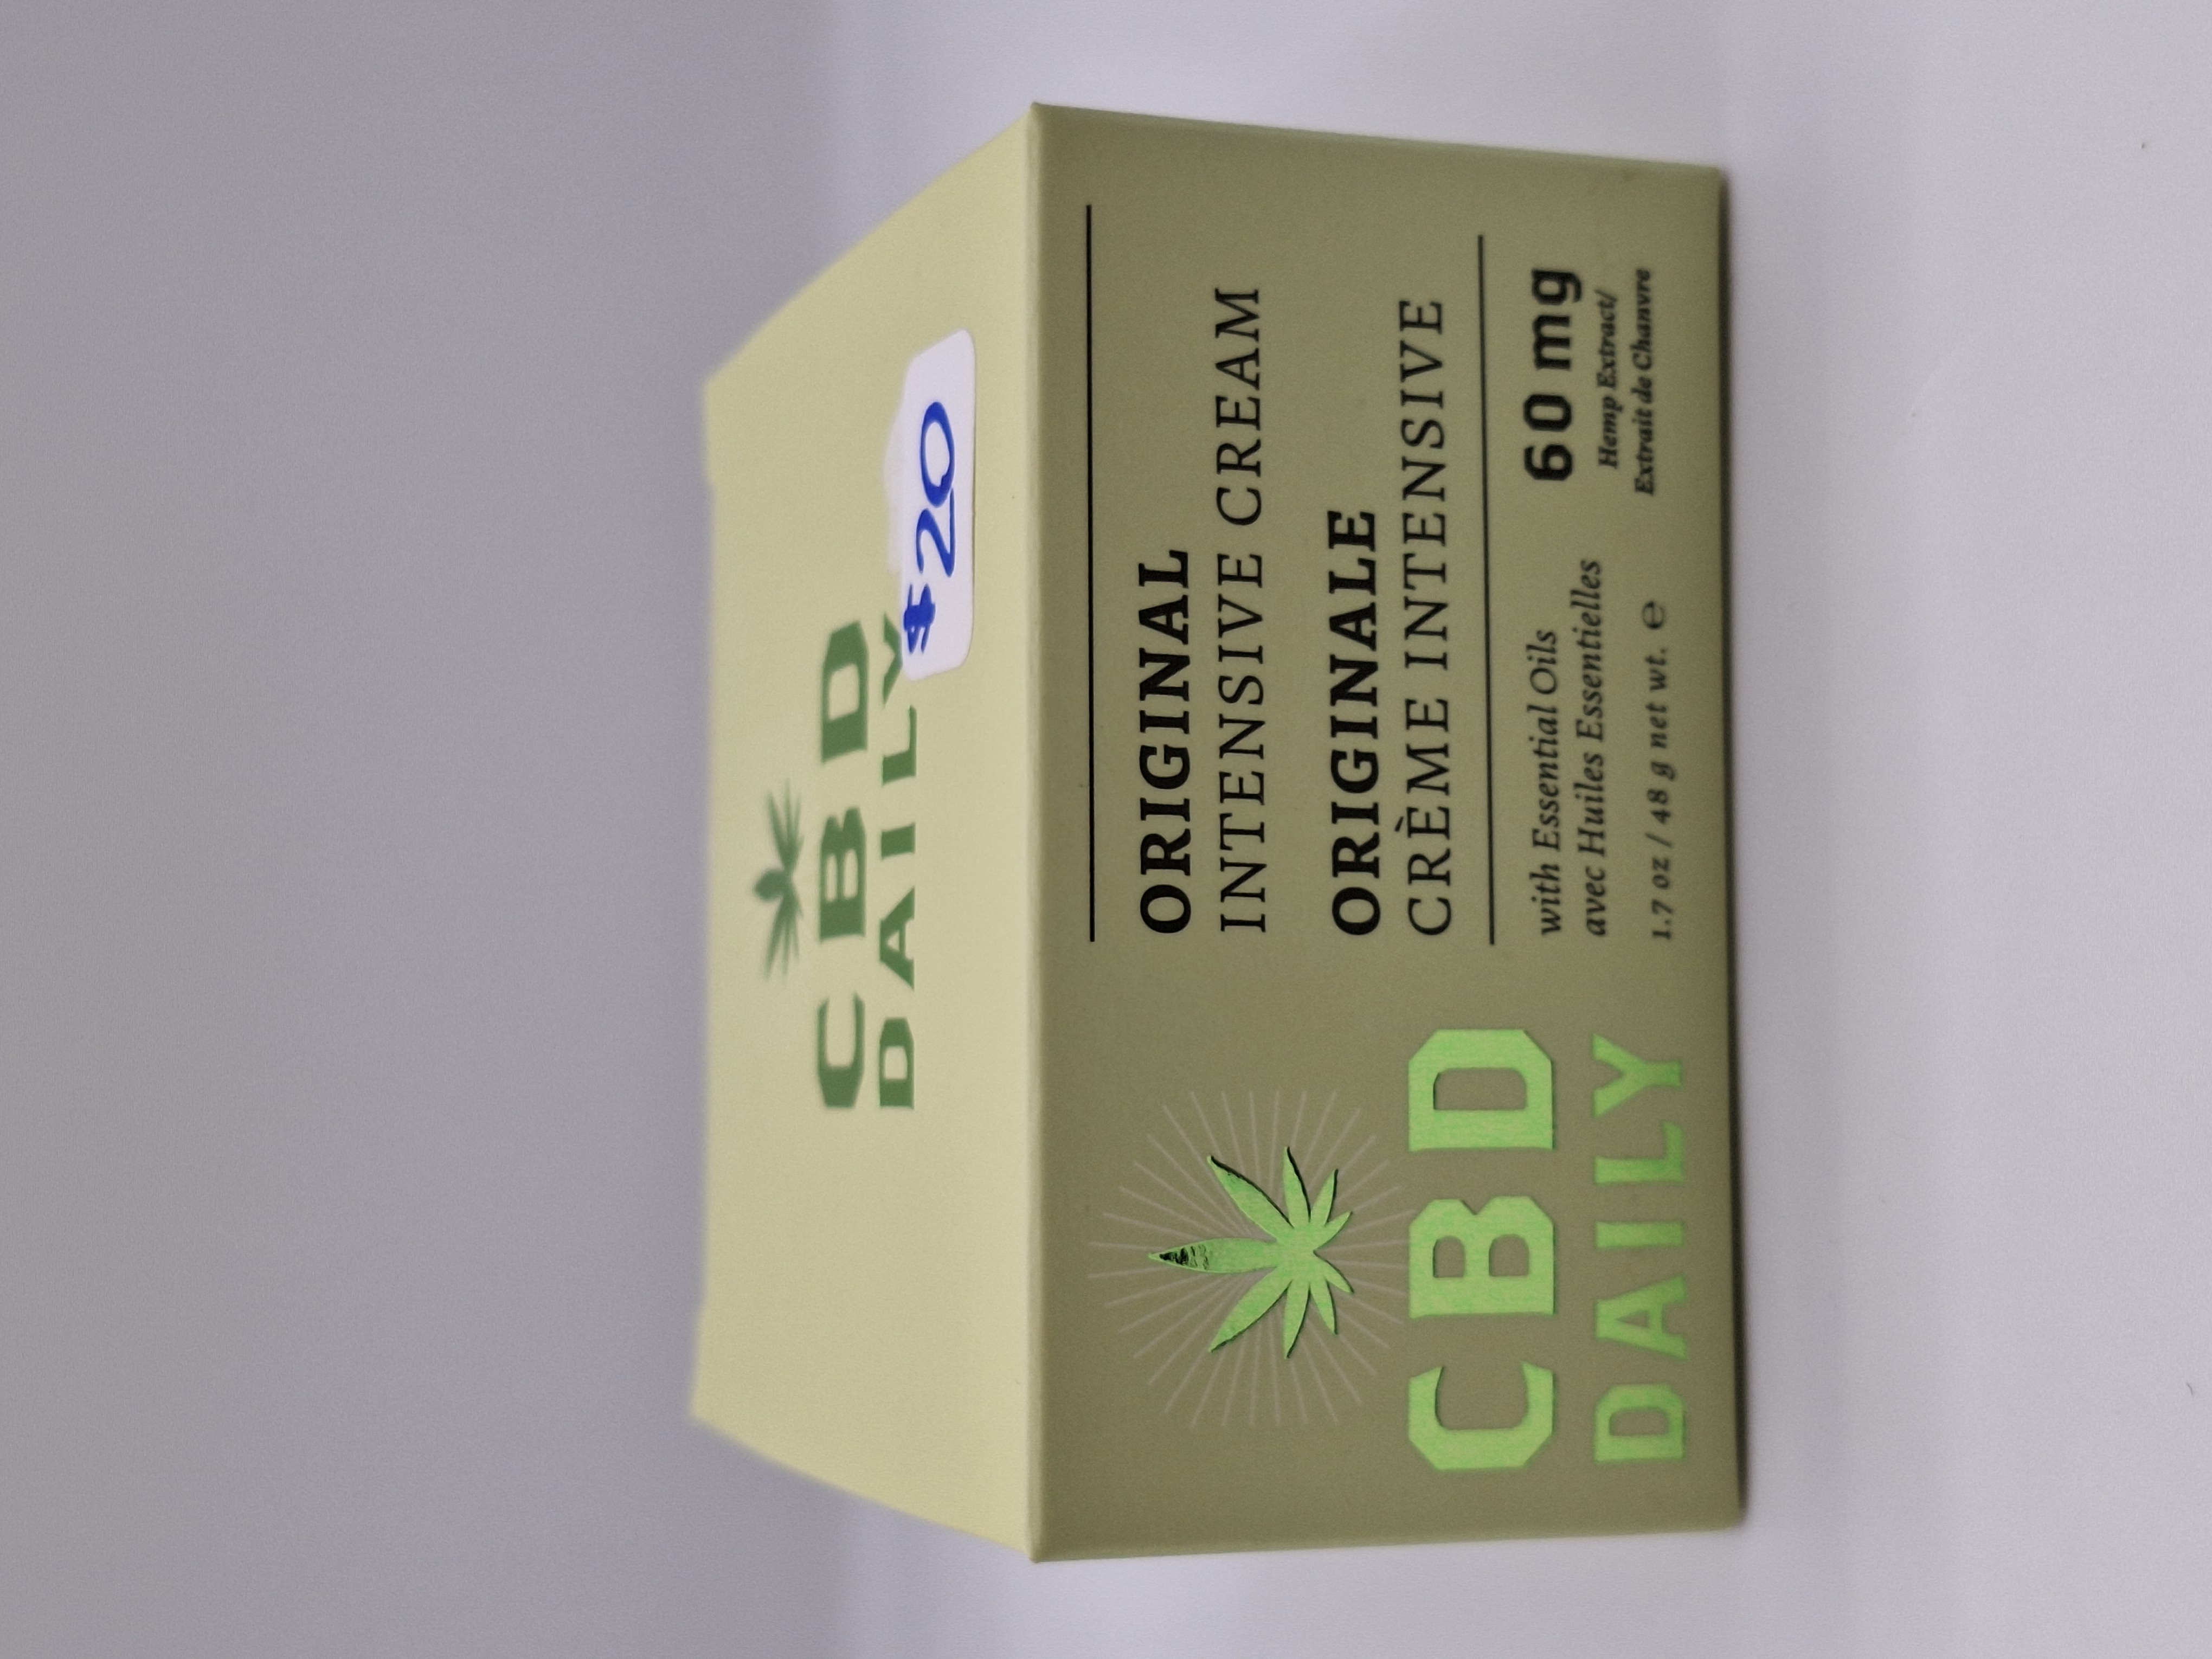 CBD
DAILY
$20
CBD
DAILY
ORIGINAL
INTENSIVE CREAM
ORIGINALE
CRÈME INTENSIVE
with Essential Oils
avec Huiles Essentielles
1.7 oz / 48 g net wt. ℮
60 mg
Hemp Extract/
Extrait de Chanvre